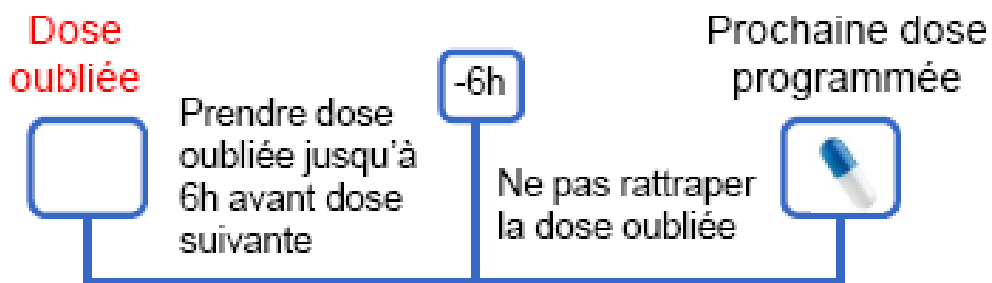 Dose
oubliée
Prendre dose
oubliée jusqu'à
6h avant dose
suivante
-6h
Ne pas rattraper
la dose oubliée
Prochaine dose
programmée